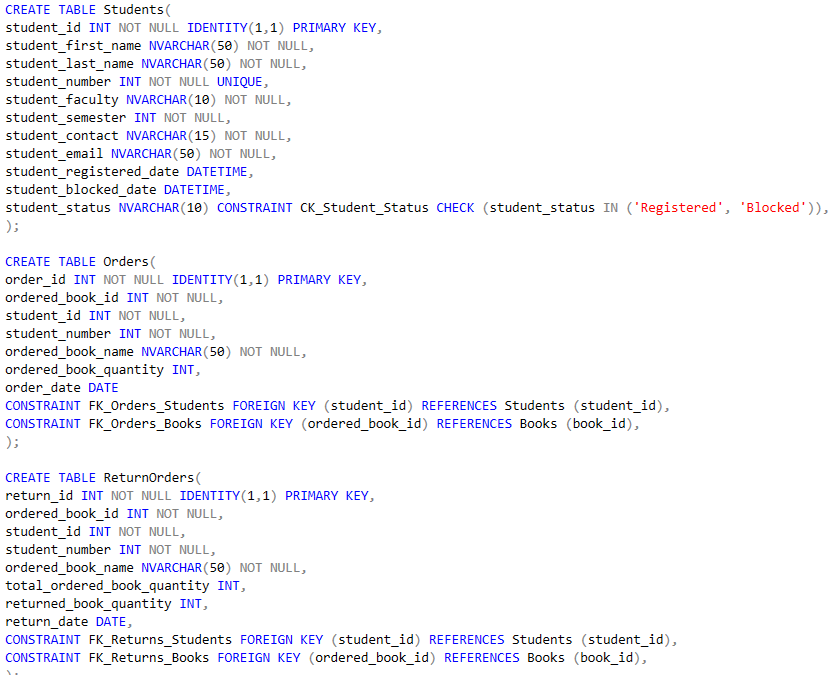 CREATE TABLE Students(
student_id INT NOT NULL IDENTITY(1,1) PRIMARY KEY,
student_first_name NVARCHAR(50) NOT NULL,
student_last_name NVARCHAR(50) NOT NULL,
student_number INT NOT NULL UNIQUE,
student_faculty NVARCHAR(10) NOT NULL,
student_semester INT NOT NULL,
student_contact NVARCHAR(15) NOT NULL,
student_email NVARCHAR(50) NOT NULL,
student_registered_date DATETIME,
student_blocked_date DATETIME,
student_status NVARCHAR(10) CONSTRAINT CK_Student_Status CHECK (student_status IN ('Registered', 'Blocked')),
);
CREATE TABLE Orders(
order_id INT NOT NULL IDENTITY(1,1) PRIMARY KEY,
ordered_book_id INT NOT NULL,
student_id INT NOT NULL,
student_number INT NOT NULL,
ordered_book_name NVARCHAR(50) NOT NULL,
ordered_book_quantity INT,
order_date DATE
CONSTRAINT FK_Orders_Students FOREIGN KEY (student_id) REFERENCES Students (student_id),
CONSTRAINT FK_Orders_Books FOREIGN KEY (ordered_book_id) REFERENCES Books (book_id),
);
CREATE TABLE ReturnOrders(
return_id INT NOT NULL IDENTITY(1,1) PRIMARY KEY,
ordered_book_id INT NOT NULL,
student_id INT NOT NULL,
student_number INT NOT NULL,
ordered_book_name NVARCHAR(50) NOT NULL,
total_ordered_book_quantity INT,
returned_book_quantity INT,
return_date DATE,
CONSTRAINT FK_Returns_Students FOREIGN KEY (student_id) REFERENCES Students (student_id),
CONSTRAINT FK_Returns_Books FOREIGN KEY (ordered_book_id) REFERENCES Books (book_id),
);